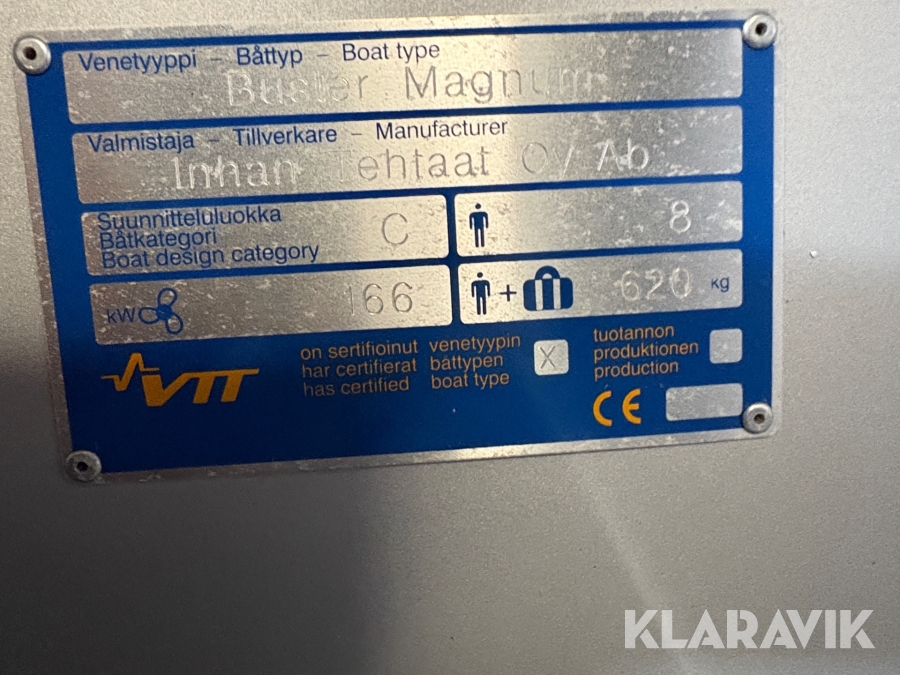 Venetyyppi – Båttyp – Boat type
Buster Magnum
Valmistaja – Tillverkare – Manufacturer
Inhan Tehtaat Oy Ab
Suunnitteluluokka
Båtkategori
Boat design category
C
8
kW
166
+
620 kg
VTT
on sertifioinut venetyypin
har certifierat båttypen
has certified boat type
X
tuotannon
produktionen
production
CE
KLARAVIK